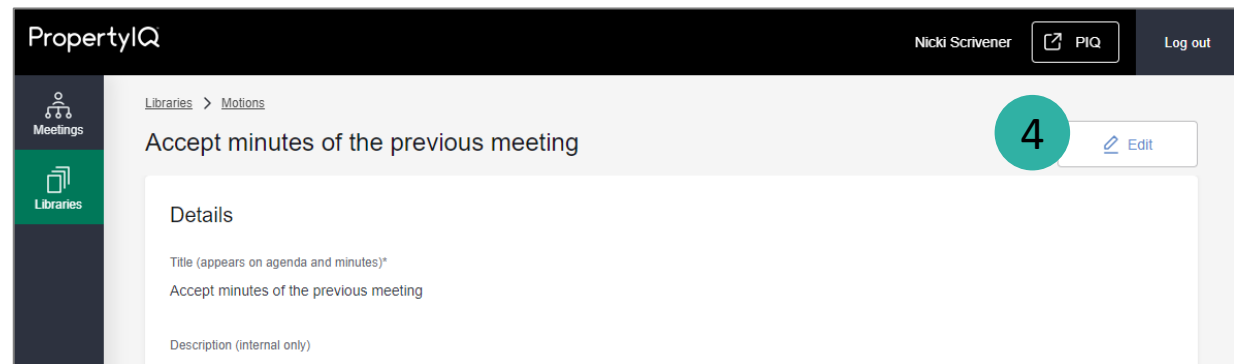 PropertyIQ
Nicki Scrivener
PIQ
Log out
Meetings
Libraries
Libraries > Motions
Accept minutes of the previous meeting
4
Edit
Details
Title (appears on agenda and minutes)*
Accept minutes of the previous meeting
Description (internal only)